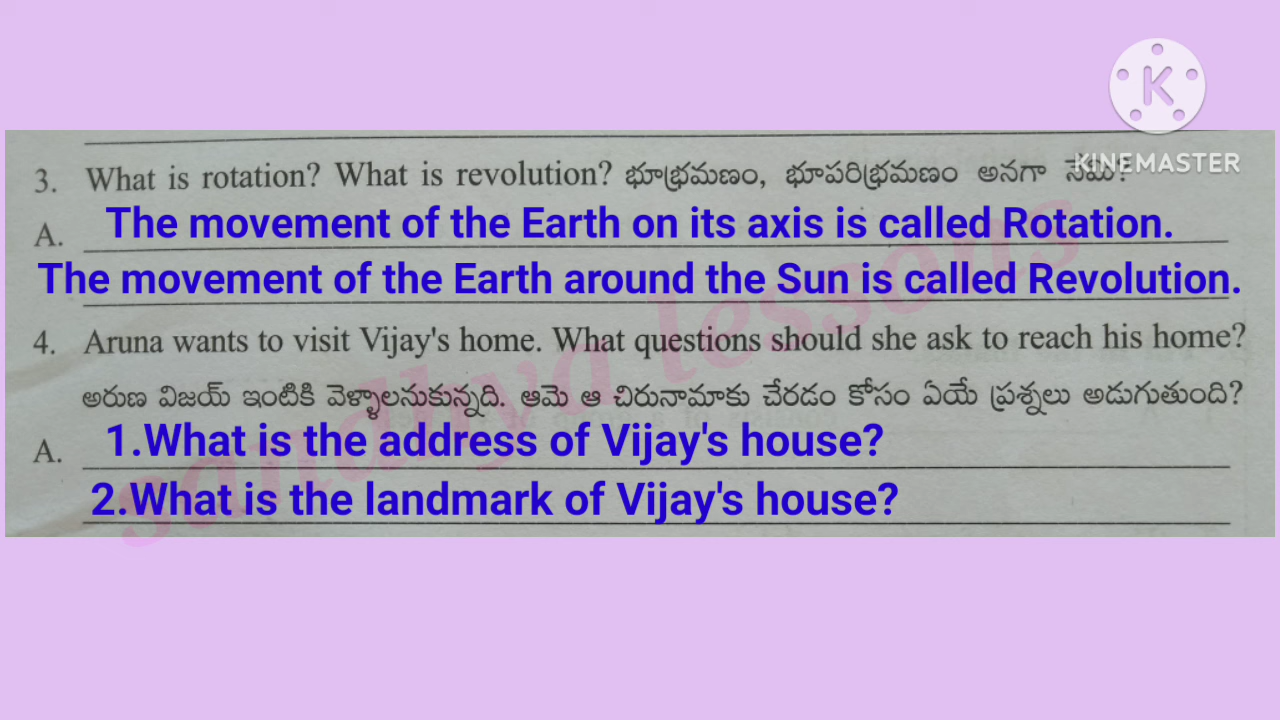 KINEMASTER
3. What is rotation? What is revolution? భూభ్రమణం, భూపరిభ్రమణం అనగా నేమి?
A. The movement of the Earth on its axis is called Rotation.
The movement of the Earth around the Sun is called Revolution.
4. Aruna wants to visit Vijay's home. What questions should she ask to reach his home?
అరుణ విజయ్ ఇంటికి వెళ్ళాలనుకున్నది. ఆమె ఆ చిరునామాకు చేరడం కోసం ఏయే ప్రశ్నలు అడుగుతుంది?
A. 1.What is the address of Vijay's house?
2.What is the landmark of Vijay's house?
sandhya lessons